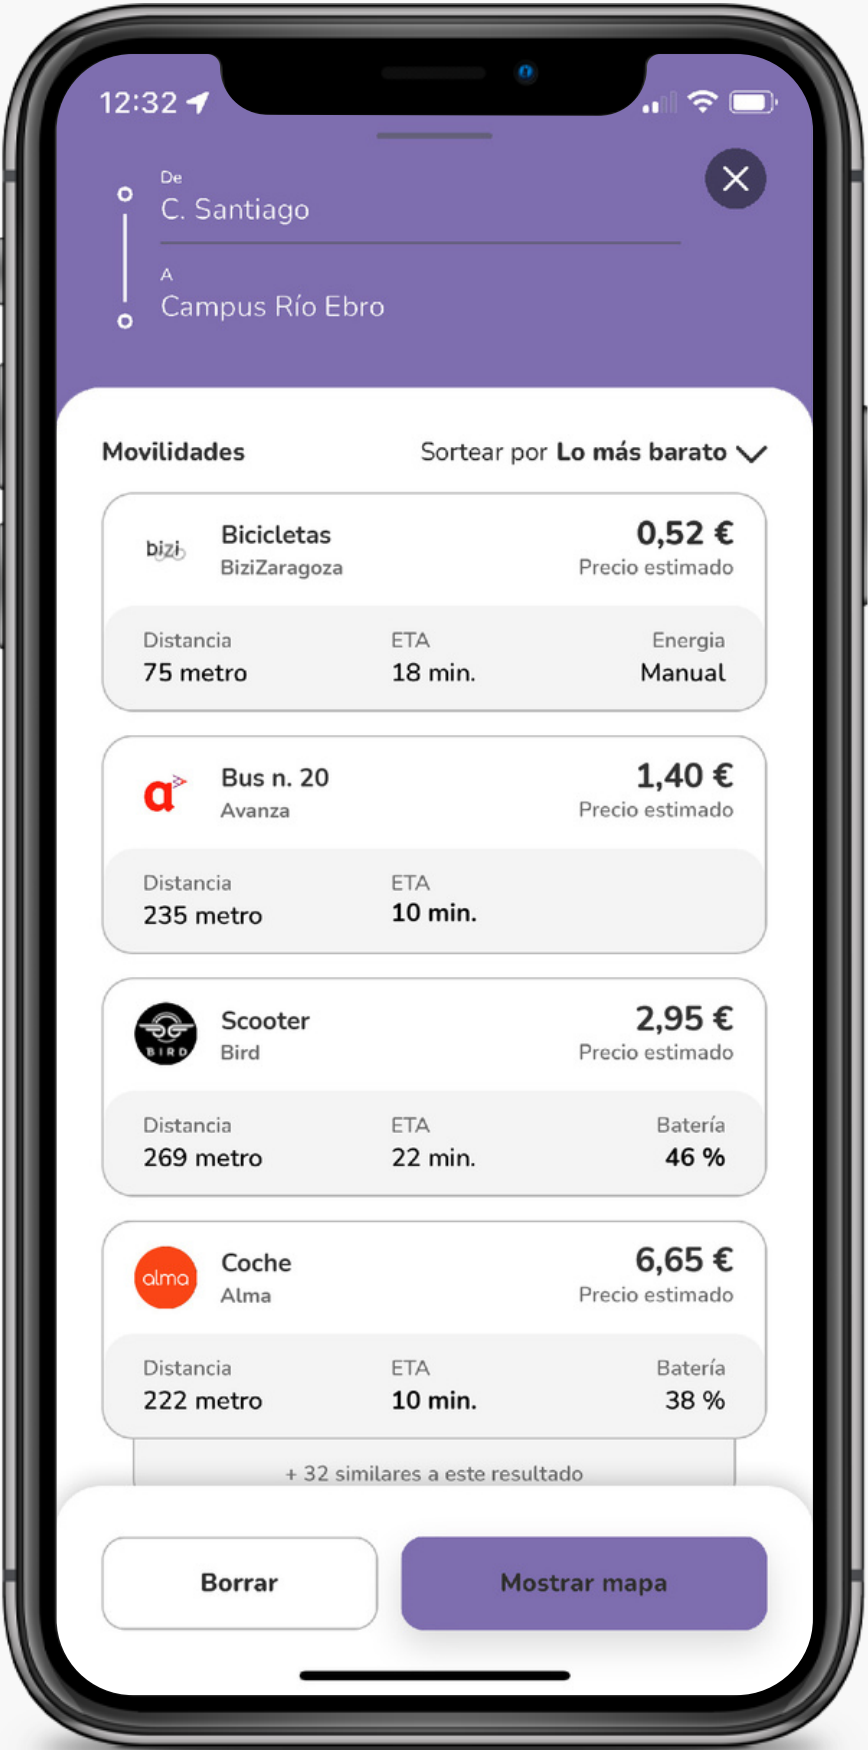 12:32
De
C. Santiago
A
Campus Río Ebro
Movilidades
Sortear por Lo más barato
bizi
Bicicletas
BiziZaragoza
0,52 €
Precio estimado
Distancia
75 metro
ETA
18 min.
Energia
Manual
a
Bus n. 20
Avanza
1,40 €
Precio estimado
Distancia
235 metro
ETA
10 min.
BIRD
Scooter
Bird
2,95 €
Precio estimado
Distancia
269 metro
ETA
22 min.
Batería
46 %
alma
Coche
Alma
6,65 €
Precio estimado
Distancia
222 metro
ETA
10 min.
Batería
38 %
+ 32 similares a este resultado
Borrar
Mostrar mapa